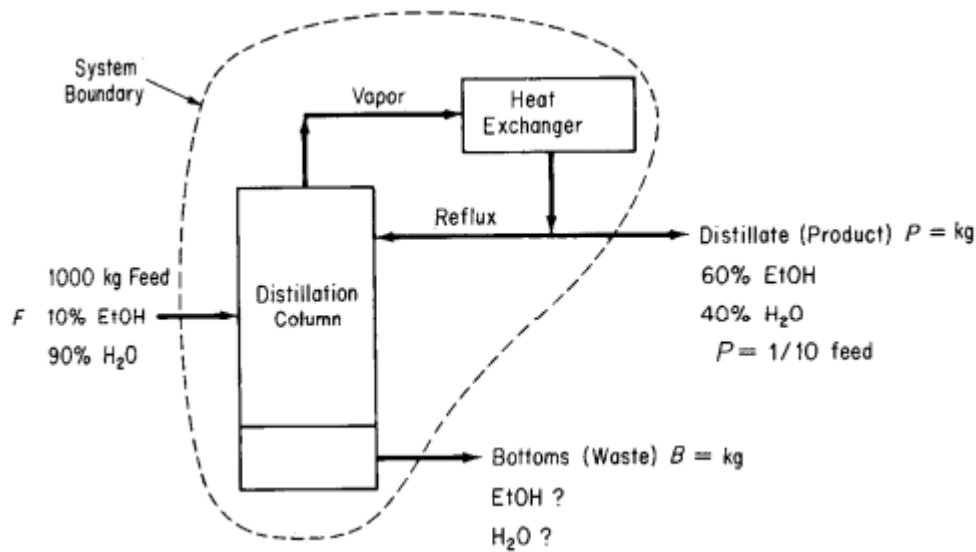 System
Boundary
Vapor
Heat
Exchanger
Reflux
Distillate (Product) P = kg
60% EtOH
40% H₂O
P = 1/10 feed
1000 kg Feed
F 10% EtOH
90% H₂O
Distillation
Column
Bottoms (Waste) B = kg
EtOH ?
H₂O ?